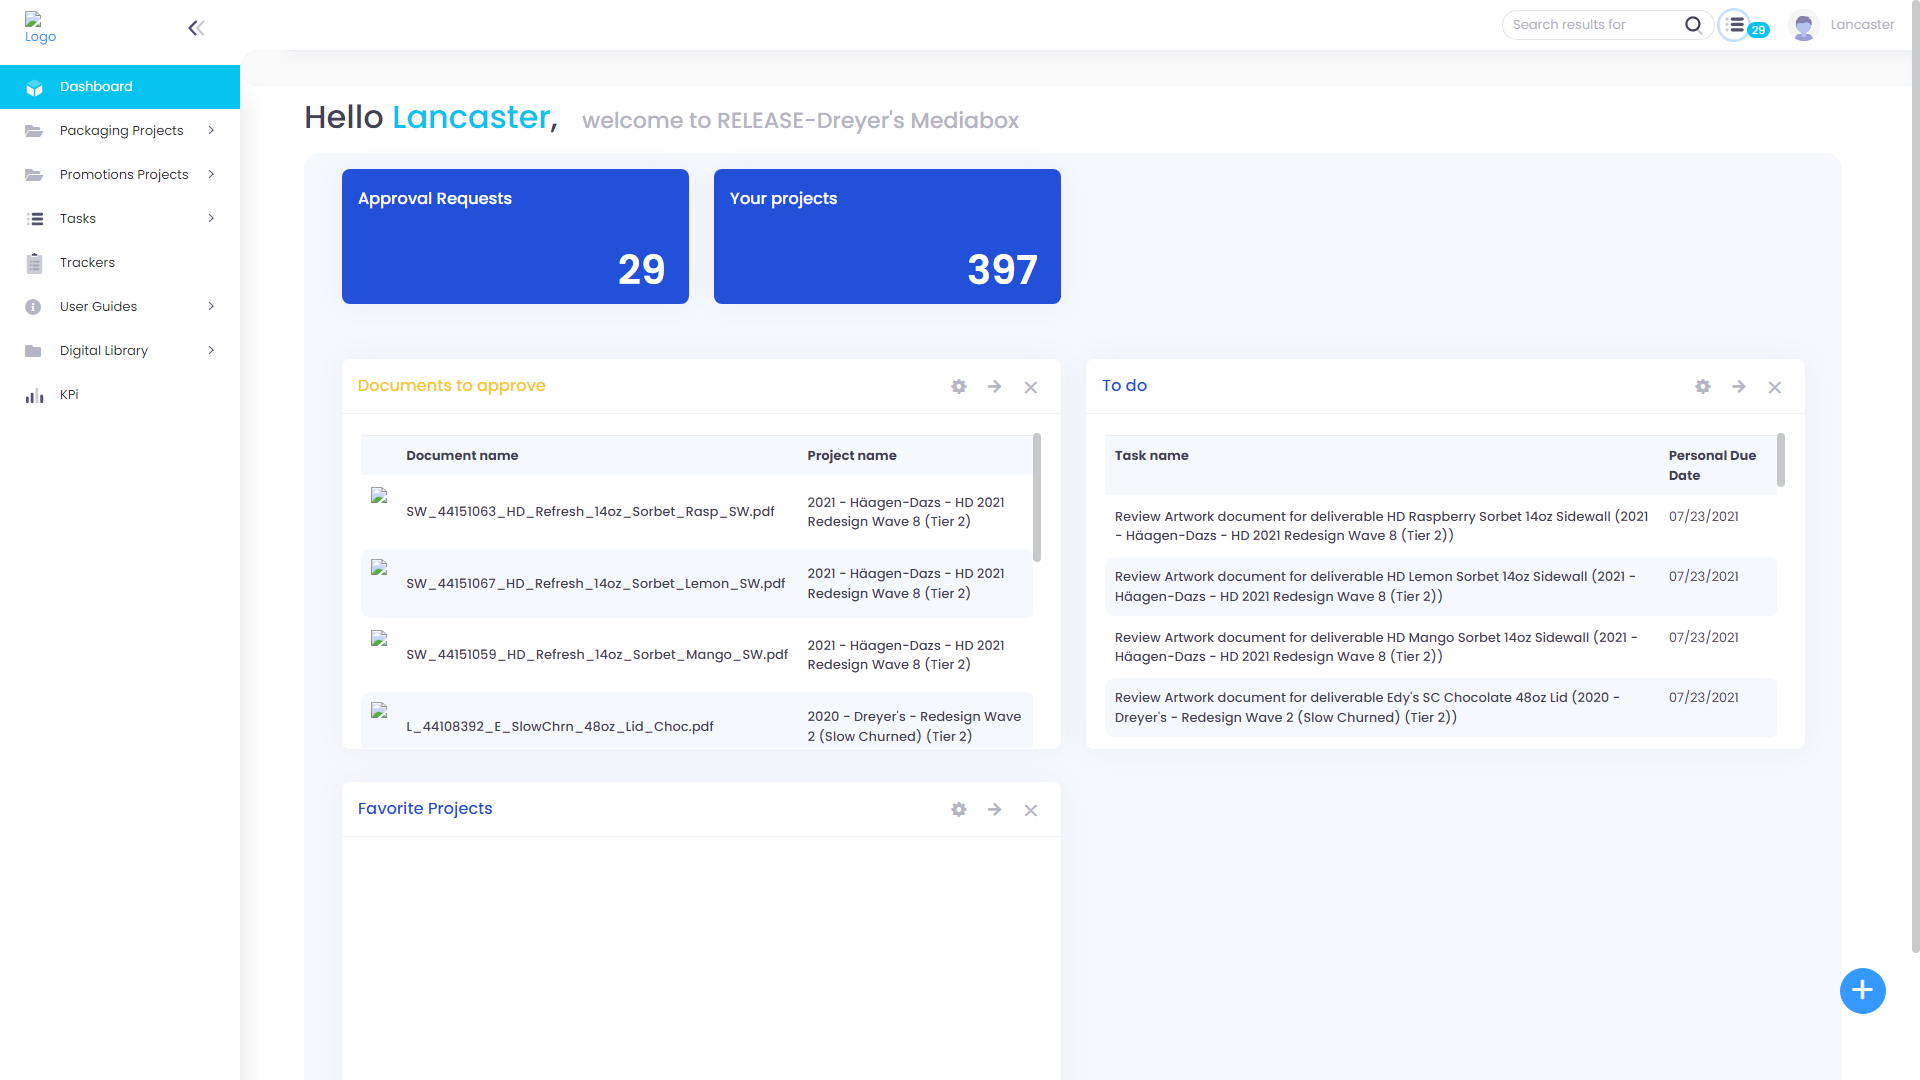 Logo
Search results for
29
Lancaster
Dashboard
Packaging Projects
Promotions Projects
Tasks
Trackers
User Guides
Digital Library
KPi
Hello Lancaster, welcome to RELEASE-Dreyer's Mediabox
Approval Requests
29
Your projects
397
Documents to approve
Document name Project name
SW_44151063_HD_Refresh_14oz_Sorbet_Rasp_SW.pdf
2021 - Häagen-Dazs - HD 2021
Redesign Wave 8 (Tier 2)
SW_44151067_HD_Refresh_14oz_Sorbet_Lemon_SW.pdf
2021 - Häagen-Dazs - HD 2021
Redesign Wave 8 (Tier 2)
SW_44151059_HD_Refresh_14oz_Sorbet_Mango_SW.pdf
2021 - Häagen-Dazs - HD 2021
Redesign Wave 8 (Tier 2)
L_44108392_E_SlowChrn_48oz_Lid_Choc.pdf
2020 - Dreyer's - Redesign Wave
2 (Slow Churned) (Tier 2)
To do
Task name
Personal Due
Date
Review Artwork document for deliverable HD Raspberry Sorbet 14oz Sidewall (2021
- Häagen-Dazs - HD 2021 Redesign Wave 8 (Tier 2))
07/23/2021
Review Artwork document for deliverable HD Lemon Sorbet 14oz Sidewall (2021 -
Häagen-Dazs - HD 2021 Redesign Wave 8 (Tier 2))
07/23/2021
Review Artwork document for deliverable HD Mango Sorbet 14oz Sidewall (2021 -
Häagen-Dazs - HD 2021 Redesign Wave 8 (Tier 2))
07/23/2021
Review Artwork document for deliverable Edy's SC Chocolate 48oz Lid (2020 -
Dreyer's - Redesign Wave 2 (Slow Churned) (Tier 2))
07/23/2021
Favorite Projects